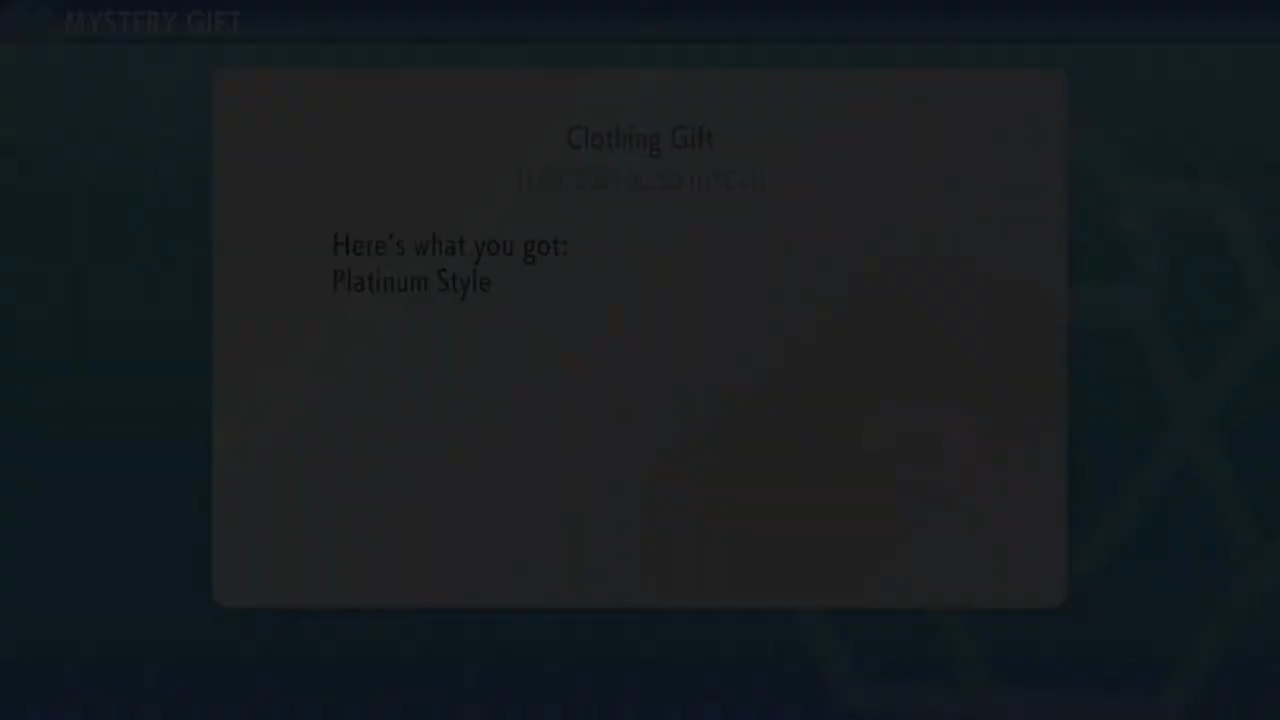 MYSTERY GIFT
Clothing Gift
Here's what you got:
Platinum Style